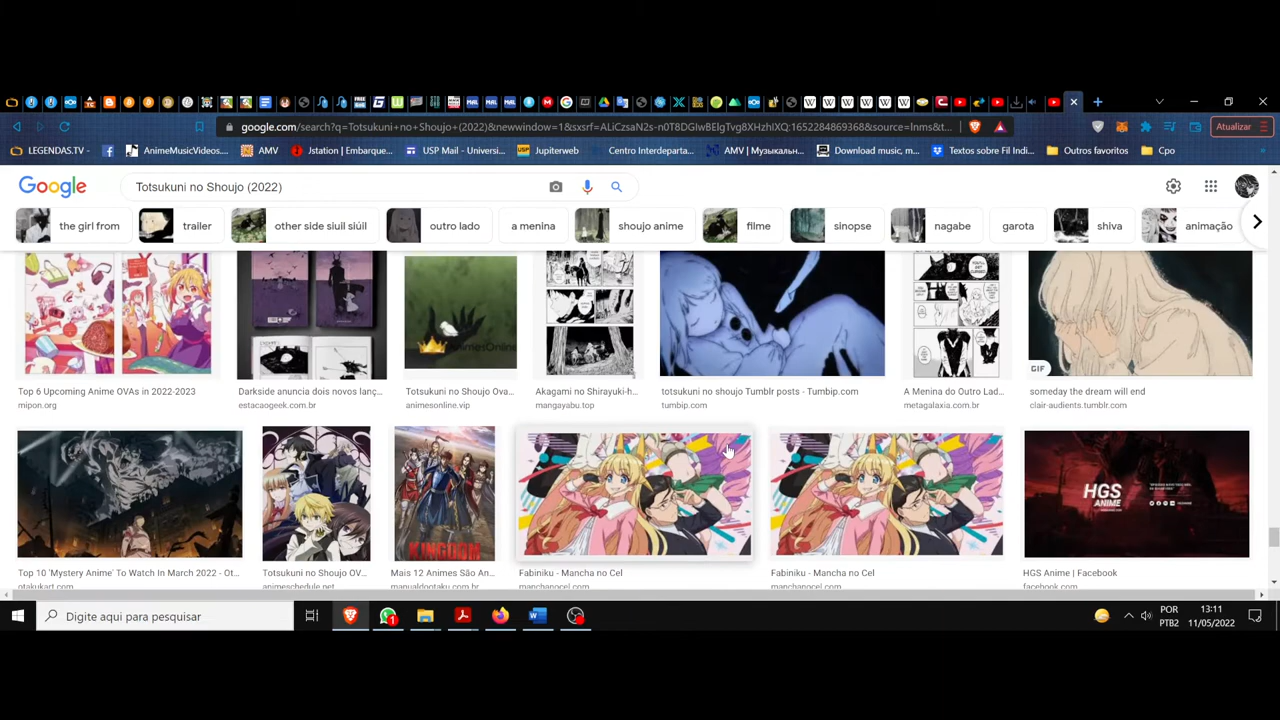 google.com/search?q=Totsukuni+no+Shoujo+(2022)&newwindow=1&sxsrf=ALiCzsaN2s-n0T8DGIwBEIgTvg8XHzhIXQ:1652284869368&source=lnms&t...
Atualizar
LEGENDAS.TV
AnimeMusicVideos...
AMV
Jstation | Embarque...
USP Mail - Universi...
Jupiterweb
Centro Interdeparta...
AMV | Музыкальн...
Download music, m...
Textos sobre Fil Indi...
Outros favoritos
Cpo
Google
Totsukuni no Shoujo (2022)
the girl from
trailer
other side siuil siúil
outro lado
a menina
shoujo anime
filme
sinopse
nagabe
garota
shiva
animação
GIF
Top 6 Upcoming Anime OVAs in 2022-2023
Darkside anuncia dois novos lanç...
Totsukuni no Shoujo Ova...
Akagami no Shirayuki-h...
totsukuni no shoujo Tumblr posts - Tumbip.com
A Menina do Outro Lad...
someday the dream will end
mipon.org
estacaogeek.com.br
animesonline.vip
mangayabu.top
tumbip.com
metagalaxia.com.br
clair-audients.tumblr.com
KINGDOM
HGS
ANIME
Top 10 'Mystery Anime' To Watch In March 2022 - Ot...
Totsukuni no Shoujo OV...
Mais 12 Animes São An...
Fabiniku - Mancha no Cel
Fabiniku - Mancha no Cel
HGS Anime | Facebook
otakukart.com
animeschedule.net
manualdootaku.com.br
manchanocel.com
manchanocel.com
facebook.com
Digite aqui para pesquisar
POR
PTB2
13:11
11/05/2022